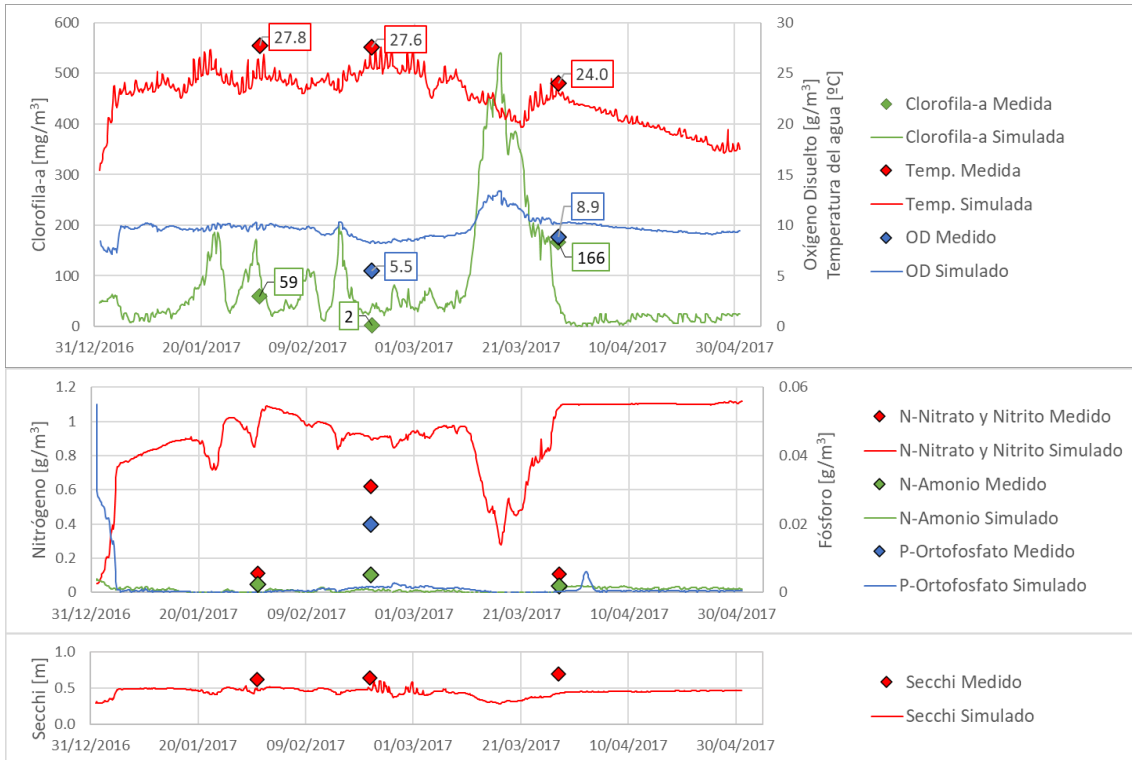 600
500
400
300
200
100
0
Clorofila-a [mg/m³]
30
25
20
15
10
5
0
Oxígeno Disuelto [g/m³]
Temperatura del agua [ºC]
27.8
27.6
24.0
8.9
5.5
59
2
166
31/12/2016 20/01/2017 09/02/2017 01/03/2017 21/03/2017 10/04/2017 30/04/2017
Clorofila-a Medida
Clorofila-a Simulada
Temp. Medida
Temp. Simulada
OD Medido
OD Simulado
1.2
1
0.8
0.6
0.4
0.2
0
Nitrógeno [g/m³]
0.06
0.04
0.02
0
Fósforo [g/m³]
31/12/2016 20/01/2017 09/02/2017 01/03/2017 21/03/2017 10/04/2017 30/04/2017
N-Nitrato y Nitrito Medido
N-Nitrato y Nitrito Simulado
N-Amonio Medido
N-Amonio Simulado
P-Ortofosfato Medido
P-Ortofosfato Simulado
1.0
0.5
0.0
Secchi [m]
31/12/2016 20/01/2017 09/02/2017 01/03/2017 21/03/2017 10/04/2017 30/04/2017
Secchi Medido
Secchi Simulado